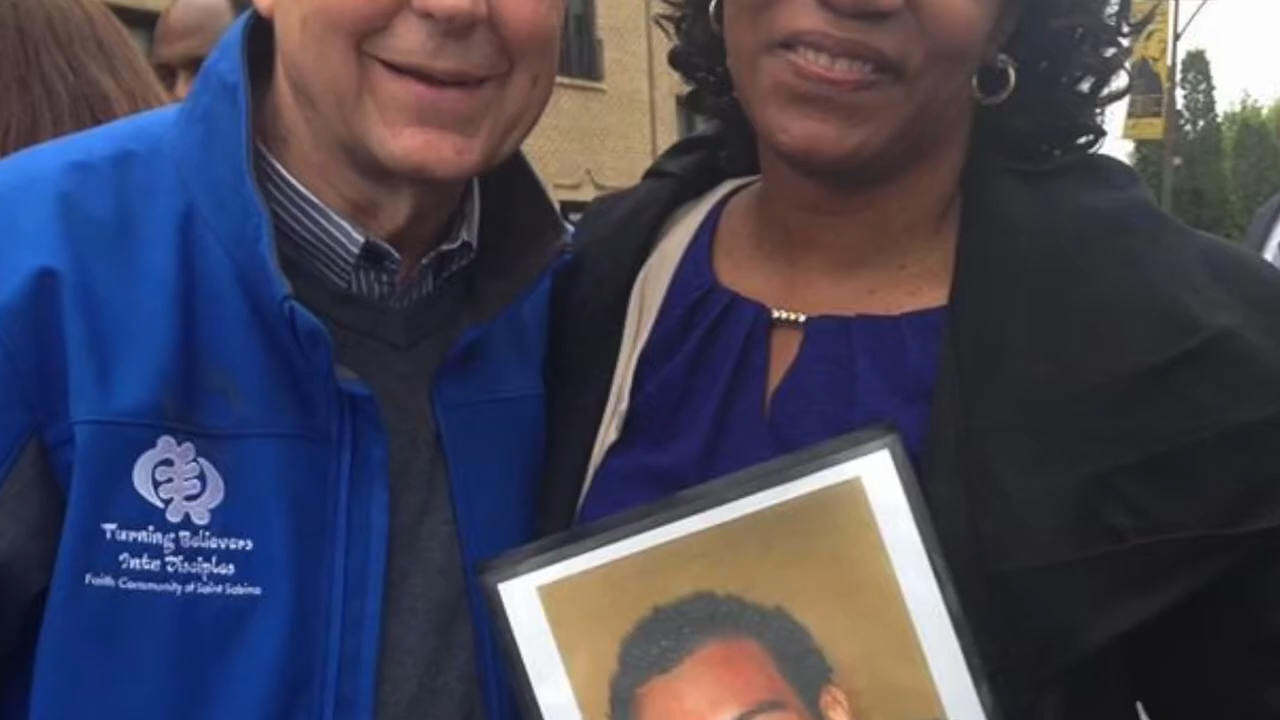 Turning Believers
Into Disciples
Faith Community of Saint Sabina